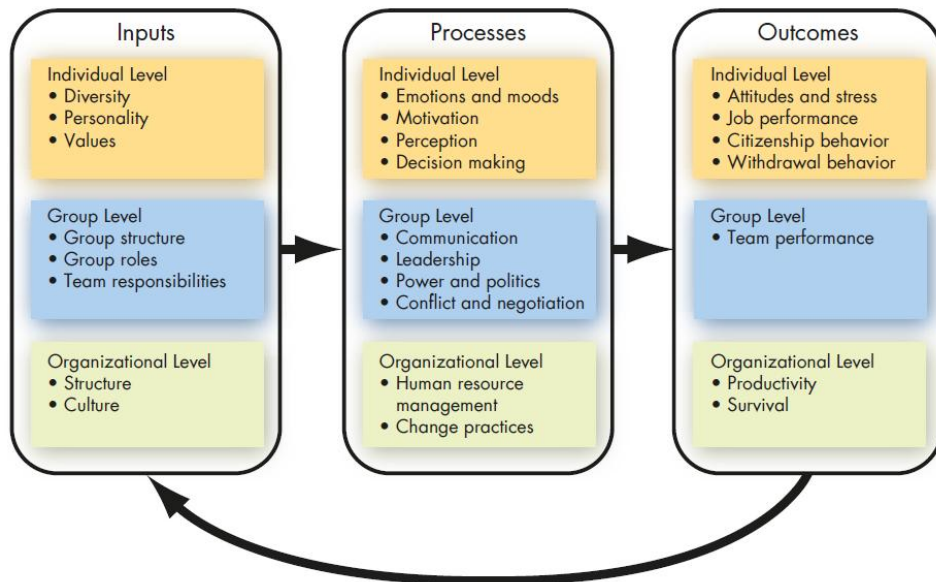 Inputs
Individual Level
• Diversity
• Personality
• Values
Group Level
• Group structure
• Group roles
• Team responsibilities
Organizational Level
• Structure
• Culture
Processes
Individual Level
• Emotions and moods
• Motivation
• Perception
• Decision making
Group Level
• Communication
• Leadership
• Power and politics
• Conflict and negotiation
Organizational Level
• Human resource
management
• Change practices
Outcomes
Individual Level
• Attitudes and stress
• Job performance
• Citizenship behavior
• Withdrawal behavior
Group Level
• Team performance
Organizational Level
• Productivity
• Survival